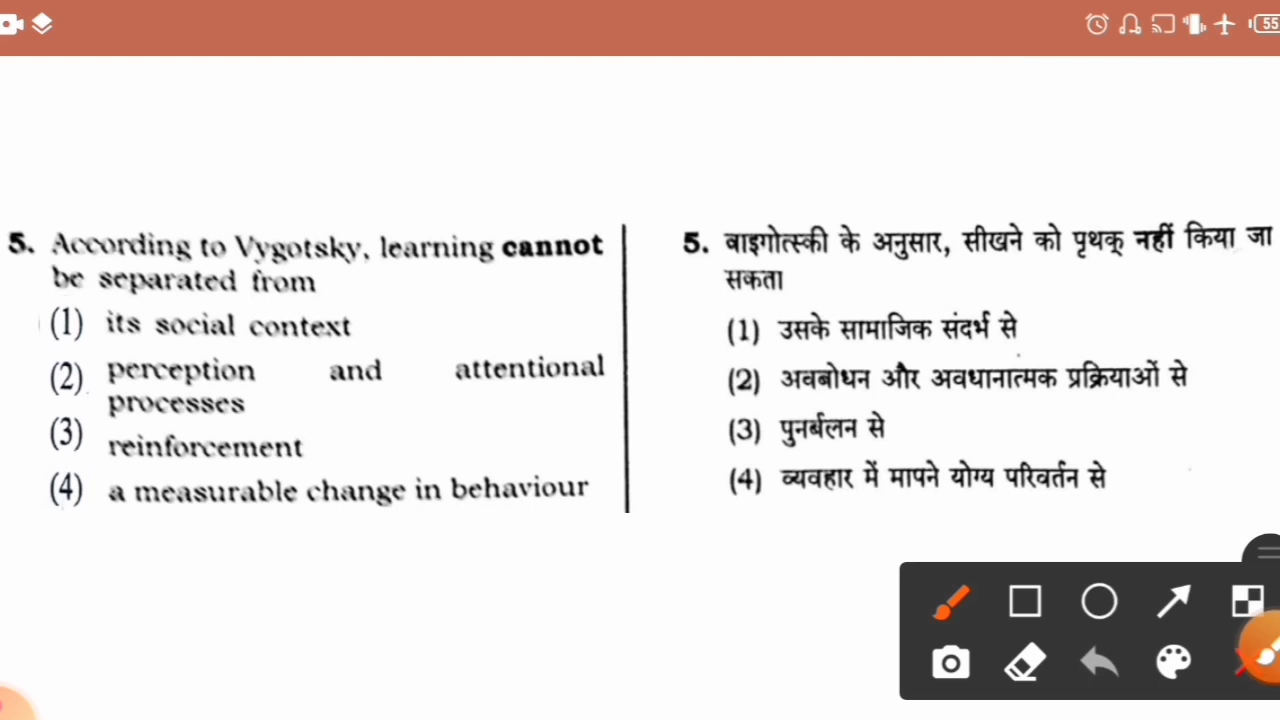 55
5. According to Vygotsky, learning cannot
be separated from
(1) its social context
(2) perception and attentional
processes
(3) reinforcement
(4) a measurable change in behaviour
5. वाइगोत्स्की के अनुसार, सीखने को पृथक् नहीं किया जा
सकता
(1) उसके सामाजिक संदर्भ से
(2) अवबोधन और अवधानात्मक प्रक्रियाओं से
(3) पुनर्बलन से
(4) व्यवहार में मापने योग्य परिवर्तन से